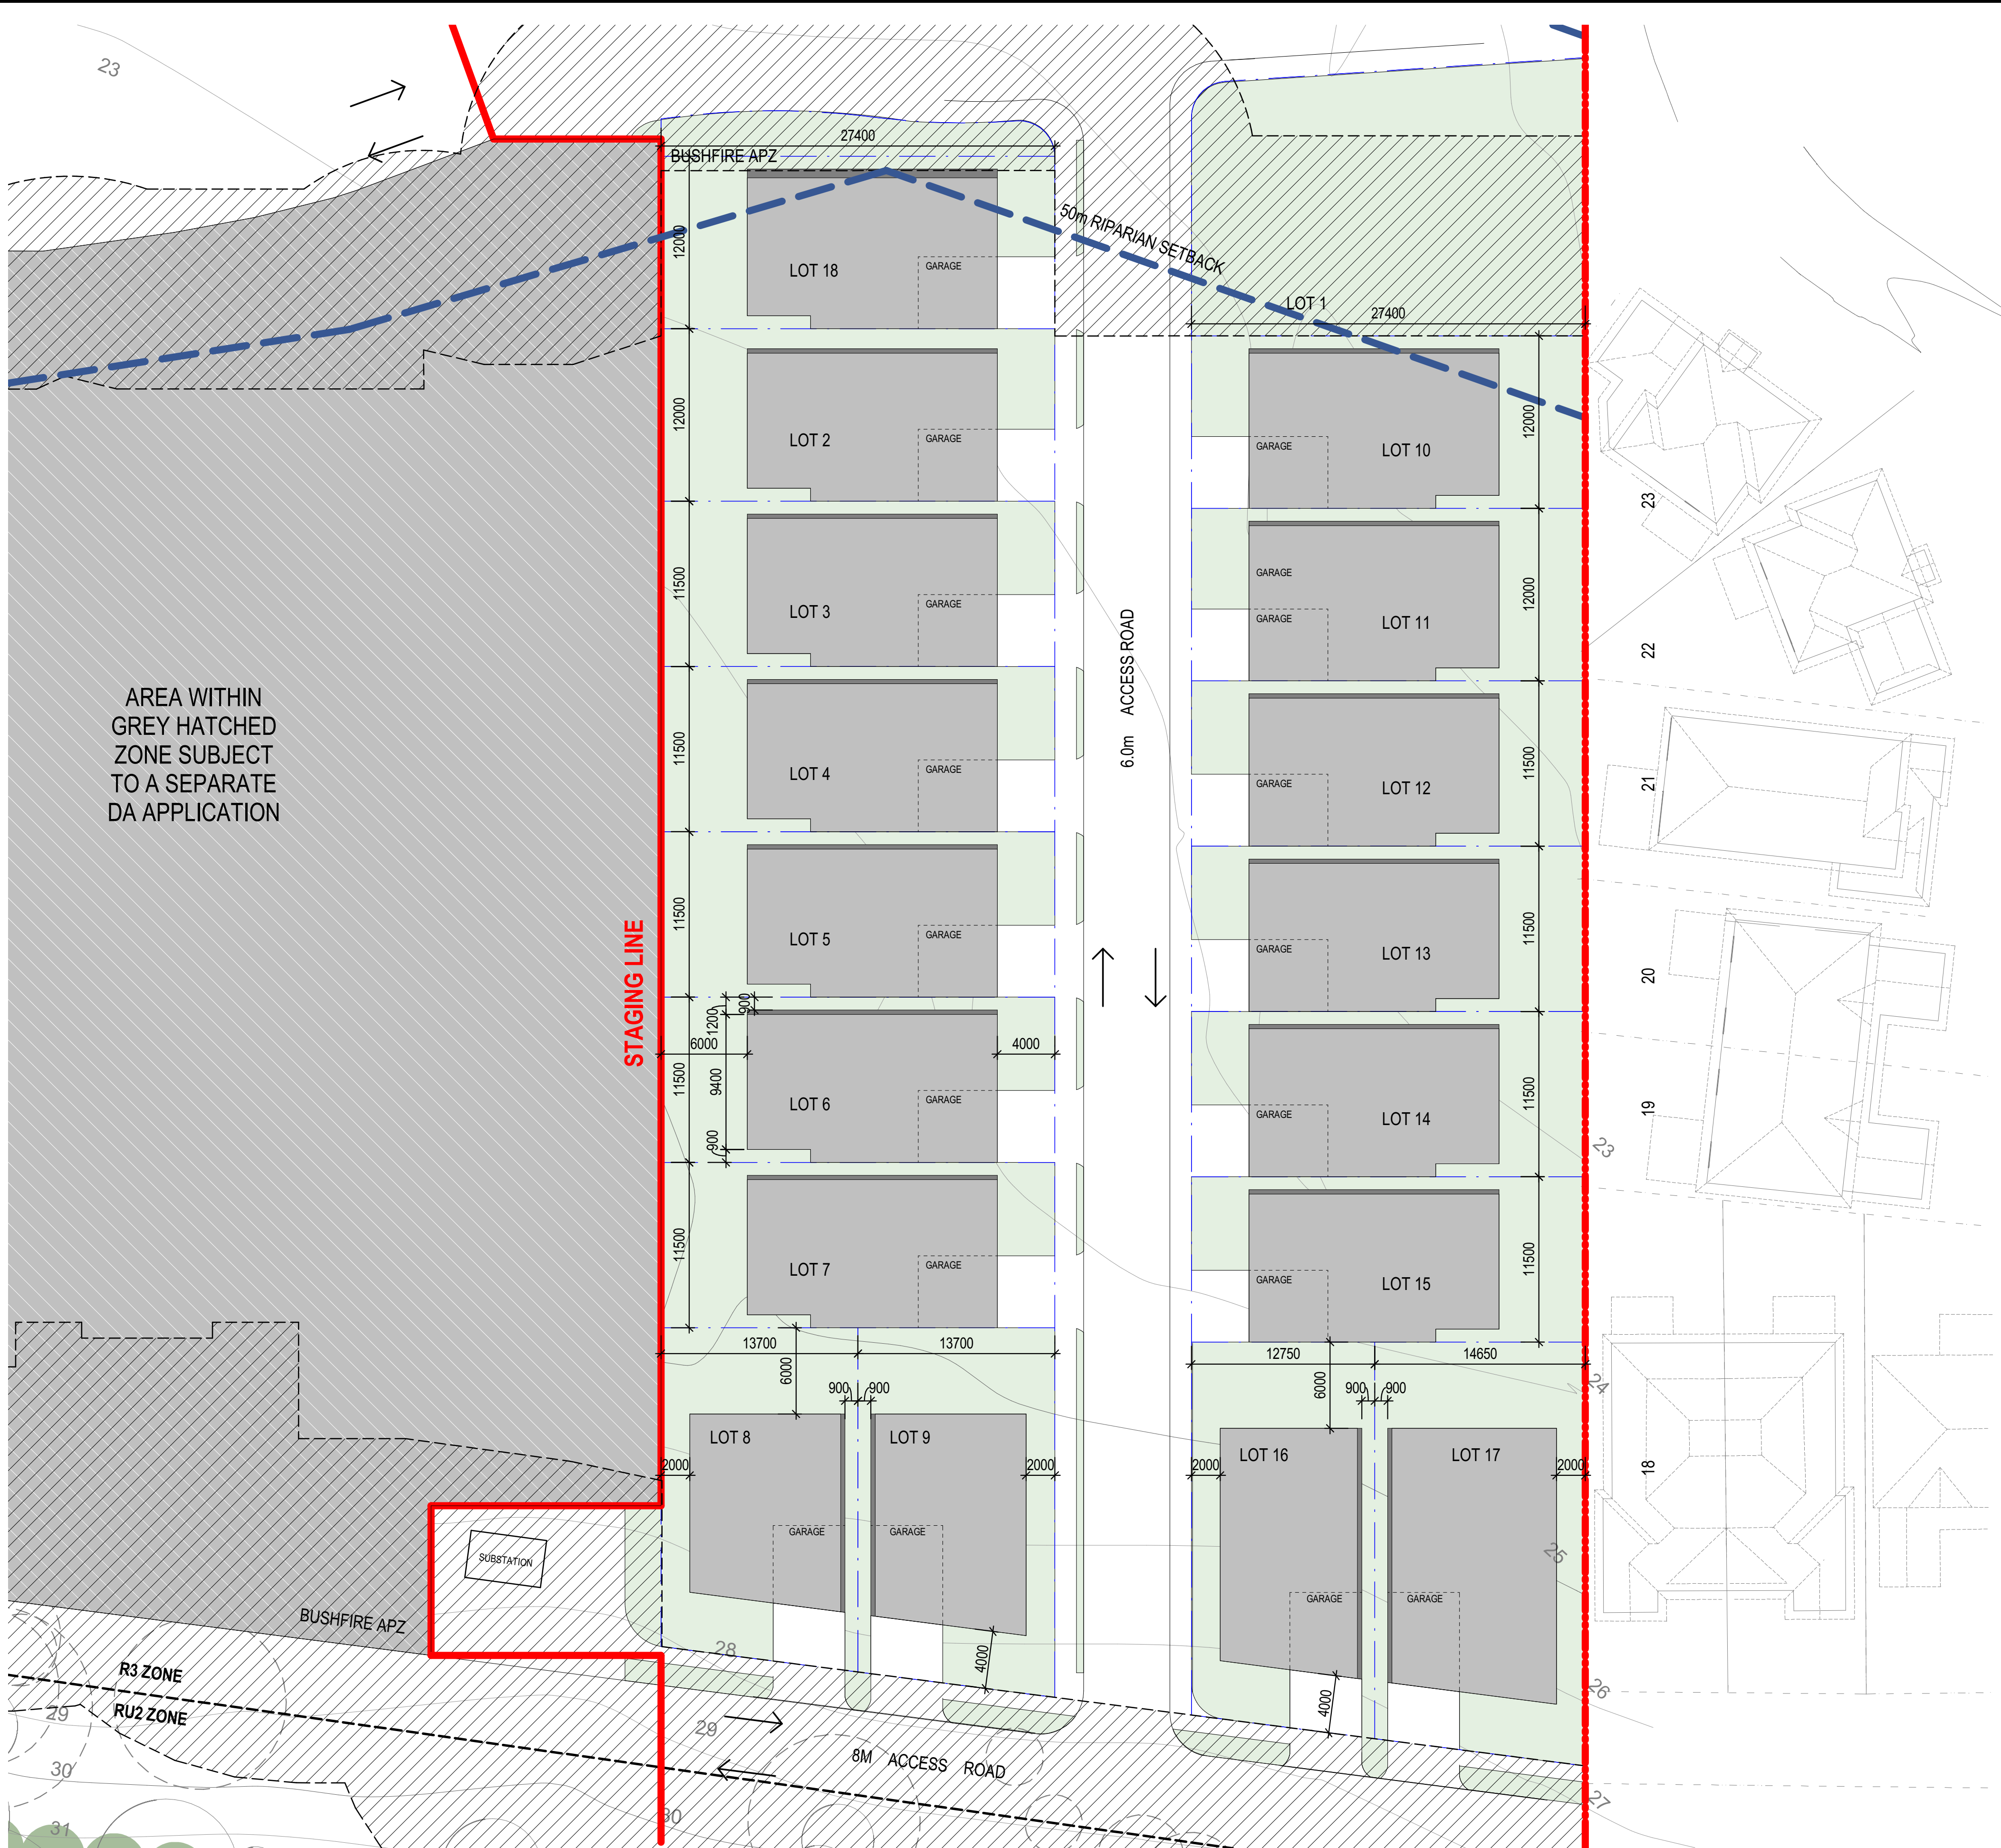 23
27400
BUSHFIRE APZ
50m RIPARIAN SETBACK
12000
LOT 18
GARAGE
LOT 1
27400
12000
LOT 2
GARAGE
GARAGE
LOT 10
12000
23
11500
LOT 3
GARAGE
GARAGE
GARAGE
LOT 11
12000
22
6.0m ACCESS ROAD
AREA WITHIN
GREY HATCHED
ZONE SUBJECT
TO A SEPARATE
DA APPLICATION
11500
LOT 4
GARAGE
GARAGE
LOT 12
11500
21
STAGING LINE
11500
LOT 5
GARAGE
GARAGE
LOT 13
11500
20
900
1200
6000
4000
11500
9400
900
LOT 6
GARAGE
GARAGE
LOT 14
11500
19
23
11500
LOT 7
GARAGE
GARAGE
LOT 15
11500
13700
13700
6000
900
900
12750
14650
6000
900
900
24
LOT 8
LOT 9
2000
2000
LOT 16
LOT 17
2000
2000
18
GARAGE
GARAGE
SUBSTATION
25
GARAGE
GARAGE
BUSHFIRE APZ
28
4000
4000
26
R3 ZONE
RU2 ZONE
29
29
8M ACCESS ROAD
30
30
27
31